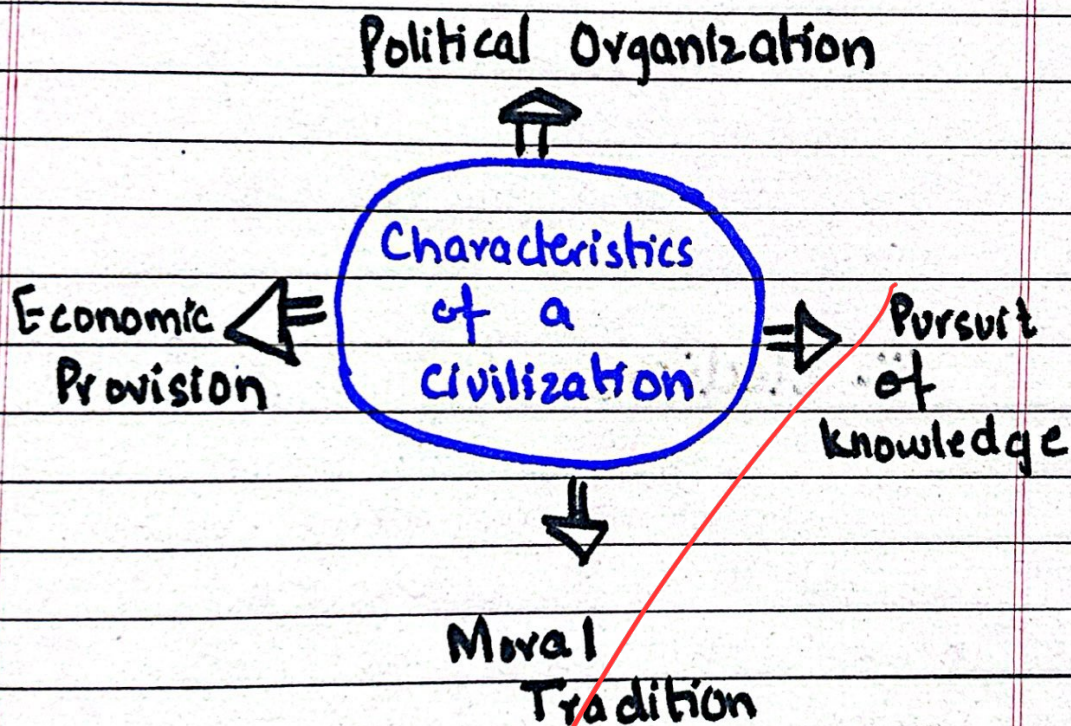 Political Organization
Characteristics
of a
civilization
Economic
Provision
Pursuit
of
knowledge
Moral
Tradition